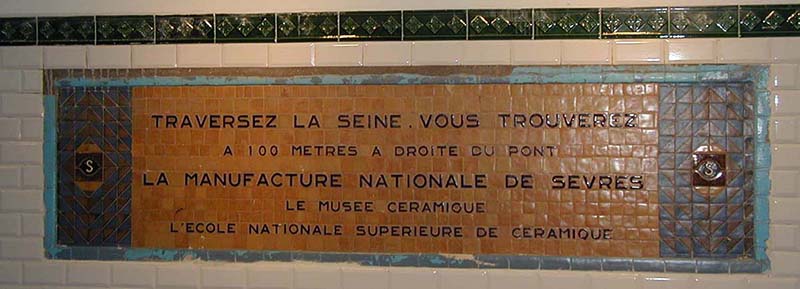 TRAVERSEZ LA SEINE. VOUS TROUVEREZ
A 100 METRES A DROITE DU PONT
S
LA MANUFACTURE NATIONALE DE SEVRES
S
LE MUSEE CERAMIQUE
L'ECOLE NATIONALE SUPERIEURE DE CERAMIQUE